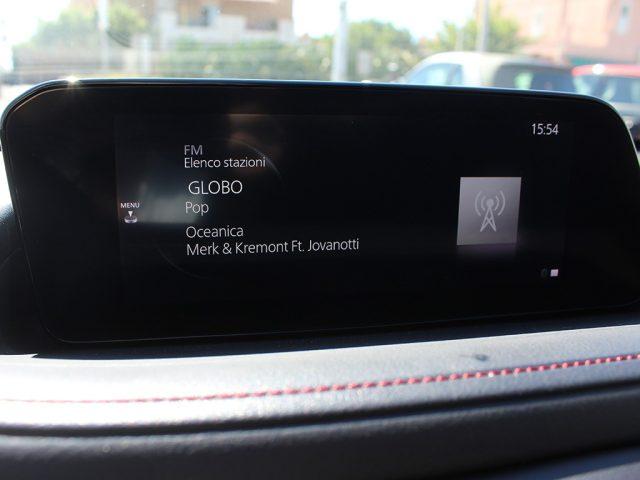 15:54
FM
Elenco stazioni
GLOBO
MENU
Pop
Oceanica
Merk & Kremont Ft. Jovanotti